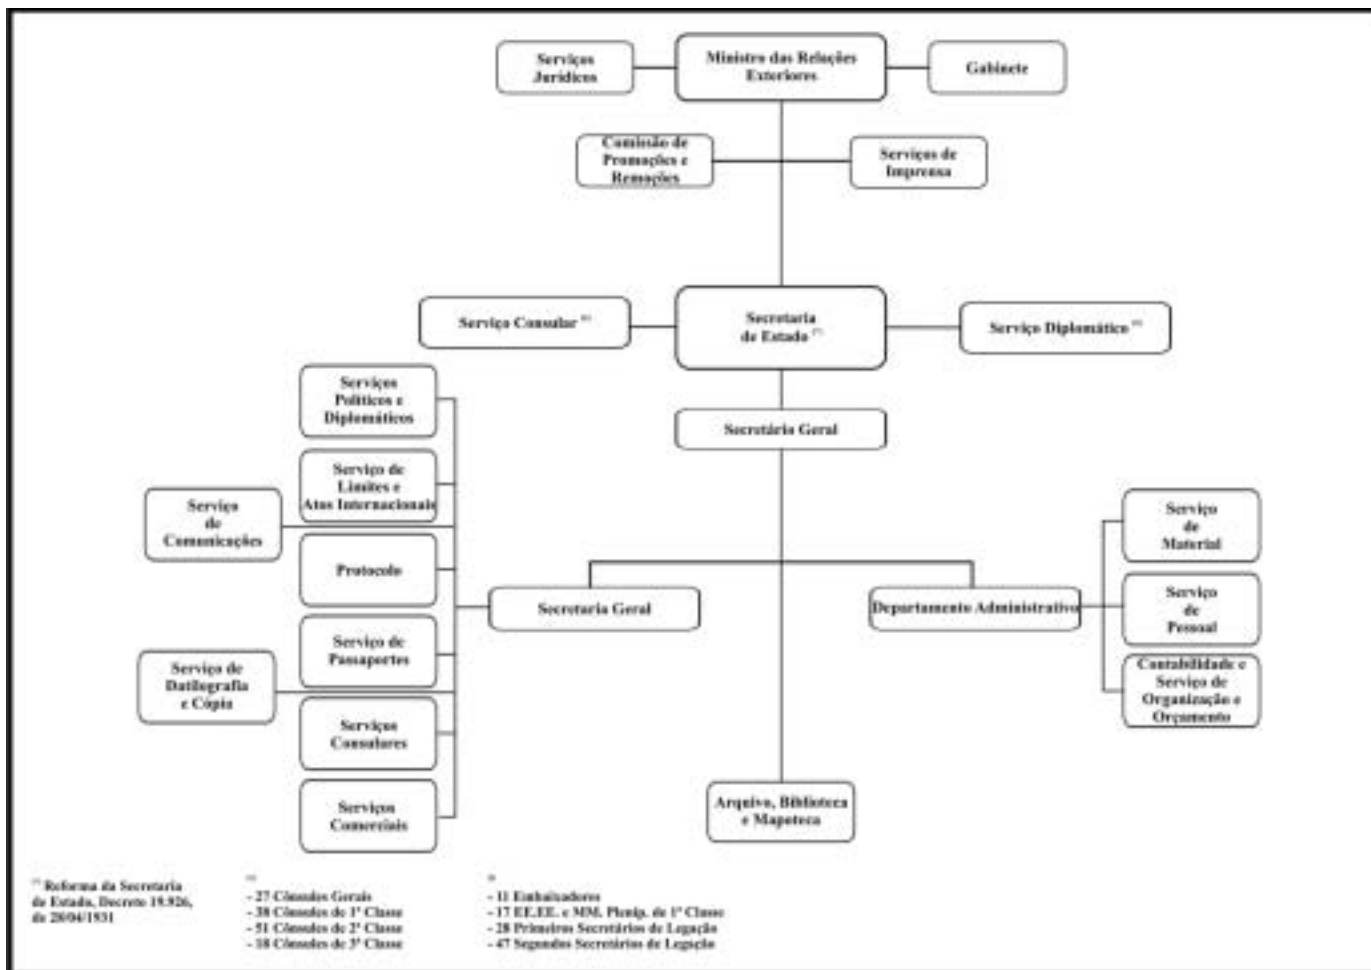 Serviços
Jurídicos
Ministro das Relações
Exteriores
Gabinete
Comissão de
Promoções e
Remoções
Serviços de
Imprensa
Serviço Consular
Secretaria
de Estado (*)
Serviço Diplomático
Serviços
Políticos e
Diplomáticos
Secretário Geral
Serviço de
Limites e
Atos Internacionais
Serviço
de
Comunicações
Serviço
de
Material
Protocolo
Secretaria Geral
Departamento Administrativo
Serviço
de
Pessoal
Serviço de
Passaportes
Serviço de
Datilografia
e Cópia
Contabilidade e
Serviço de
Organização e
Orçamento
Serviços
Consulares
Serviços
Comerciais
Arquivo, Biblioteca
e Mapoteca
(*) Reforma da Secretaria
de Estado, Decreto 19.926,
de 28/04/1931
- 27 Cônsules Gerais
- 38 Cônsules de 1ª Classe
- 51 Cônsules de 2ª Classe
- 18 Cônsules de 3ª Classe
- 11 Embaixadores
- 17 EE.EE. e MM. Plenip. de 1ª Classe
- 28 Primeiros Secretários de Legação
- 47 Segundos Secretários de Legação